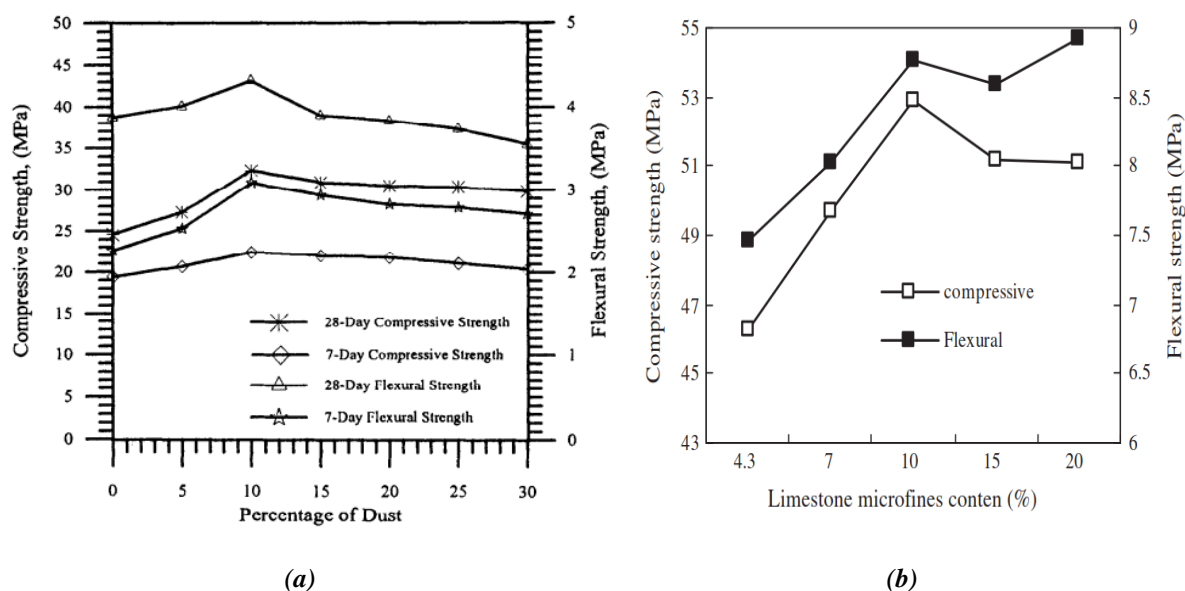 50
45
40
35
30
25
20
15
10
5
0
Compressive Strength, (MPa)
5
4
3
2
1
0
Flexural Strength, (MPa)
28-Day Compressive Strength
7-Day Compressive Strength
28-Day Flexural Strength
7-Day Flexural Strength
0 5 10 15 20 25 30
Percentage of Dust
(a)
55
53
51
49
47
45
43
Compressive strength (MPa)
9
8.5
8
7.5
7
6.5
6
Flexural strength (MPa)
compressive
Flexural
4.3 7 10 15 20
Limestone microfines conten (%)
(b)